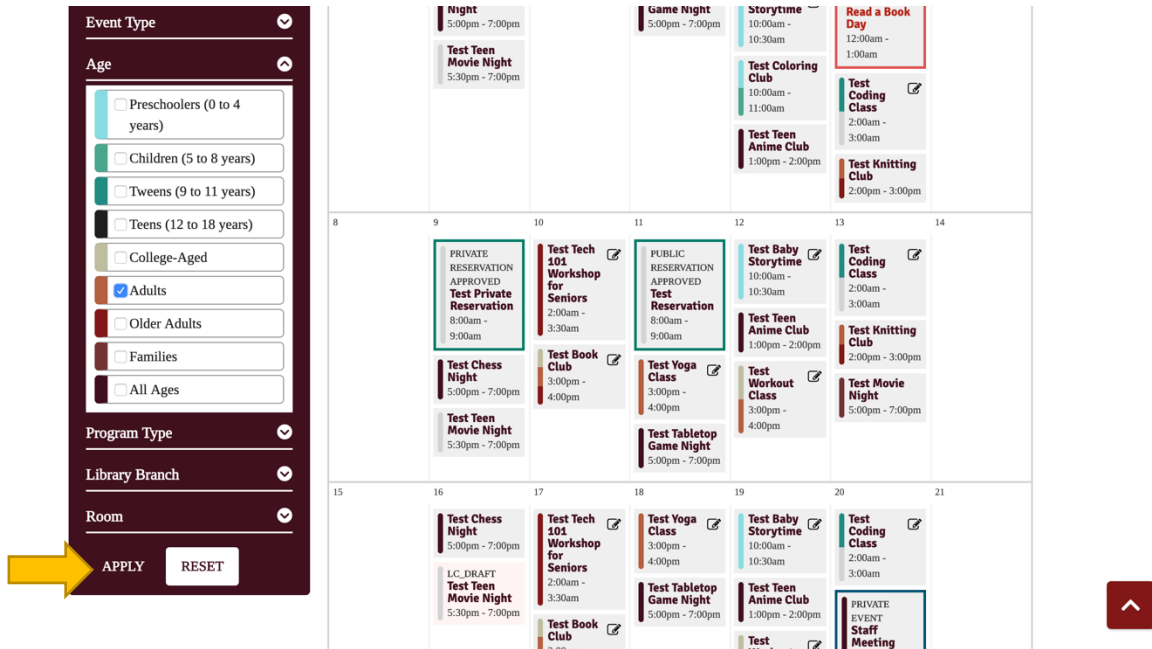 Event Type
Age
Preschoolers (0 to 4
years)
Children (5 to 8 years)
Tweens (9 to 11 years)
Teens (12 to 18 years)
College-Aged
Adults
Older Adults
Families
All Ages
Program Type
Library Branch
Room
APPLY
RESET
Night
5:00pm - 7:00pm
Test Teen
Movie Night
5:30pm - 7:00pm
Game Night
5:00pm - 7:00pm
Storytime
10:00am -
10:30am
Test Coloring
Club
10:00am -
11:00am
Test Teen
Anime Club
1:00pm - 2:00pm
Read a Book
Day
12:00am -
1:00am
Test
Coding
Class
2:00am -
3:00am
Test Knitting
Club
2:00pm - 3:00pm
8
9
PRIVATE
RESERVATION
APPROVED
Test Private
Reservation
8:00am -
9:00am
Test Chess
Night
5:00pm - 7:00pm
Test Teen
Movie Night
5:30pm - 7:00pm
10
Test Tech
101
Workshop
for
Seniors
2:00am -
3:30am
Test Book
Club
3:00pm -
4:00pm
11
PUBLIC
RESERVATION
APPROVED
Test
Reservation
8:00am -
9:00am
Test Yoga
Class
3:00pm -
4:00pm
Test Tabletop
Game Night
5:00pm - 7:00pm
12
Test Baby
Storytime
10:00am -
10:30am
Test Teen
Anime Club
1:00pm - 2:00pm
Test
Workout
Class
3:00pm -
4:00pm
13
Test
Coding
Class
2:00am -
3:00am
Test Knitting
Club
2:00pm - 3:00pm
Test Movie
Night
5:00pm - 7:00pm
14
15
16
Test Chess
Night
5:00pm - 7:00pm
LC_DRAFT
Test Teen
Movie Night
5:30pm - 7:00pm
17
Test Tech
101
Workshop
for
Seniors
2:00am -
3:30am
Test Book
Club
18
Test Yoga
Class
3:00pm -
4:00pm
Test Tabletop
Game Night
5:00pm - 7:00pm
19
Test Baby
Storytime
10:00am -
10:30am
Test Teen
Anime Club
1:00pm - 2:00pm
Test
20
Test
Coding
Class
2:00am -
3:00am
PRIVATE
EVENT
Staff
Meeting
21